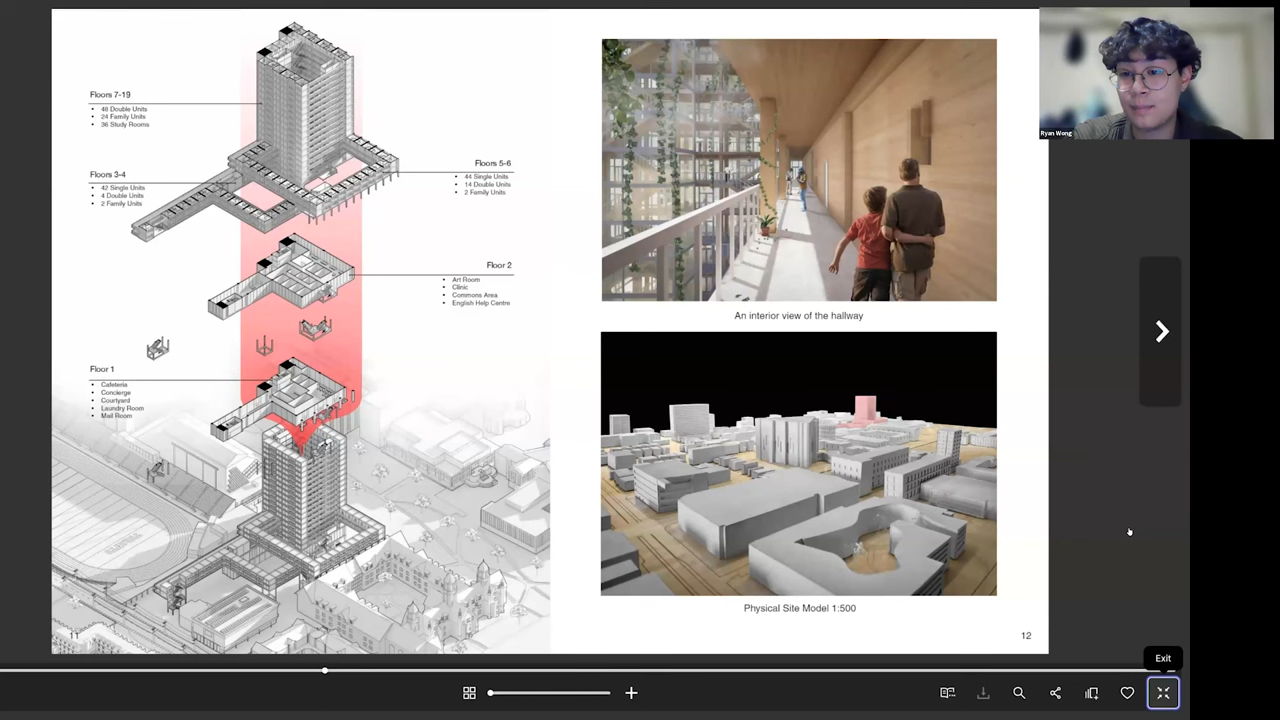 Floors 7-19
48 Double Units
24 Family Units
36 Study Rooms
Floors 3-4
42 Single Units
4 Double Units
2 Family Units
Floors 5-6
44 Single Units
14 Double Units
2 Family Units
Floor 2
Art Room
Clinic
Commons Area
English Help Centre
Floor 1
Cafeteria
Concierge
Courtyard
Laundry Room
Mail Room
An interior view of the hallway
Physical Site Model 1:500
11
12
Ryan Wong
Exit